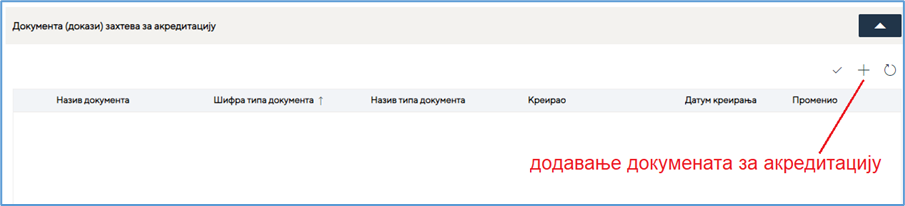 Документа (докази) захтева за акредитацију
Назив документа Шифра типа документа ↑ Назив типа документа Креирао Датум креирања Променио
додавање докумената за акредитацију